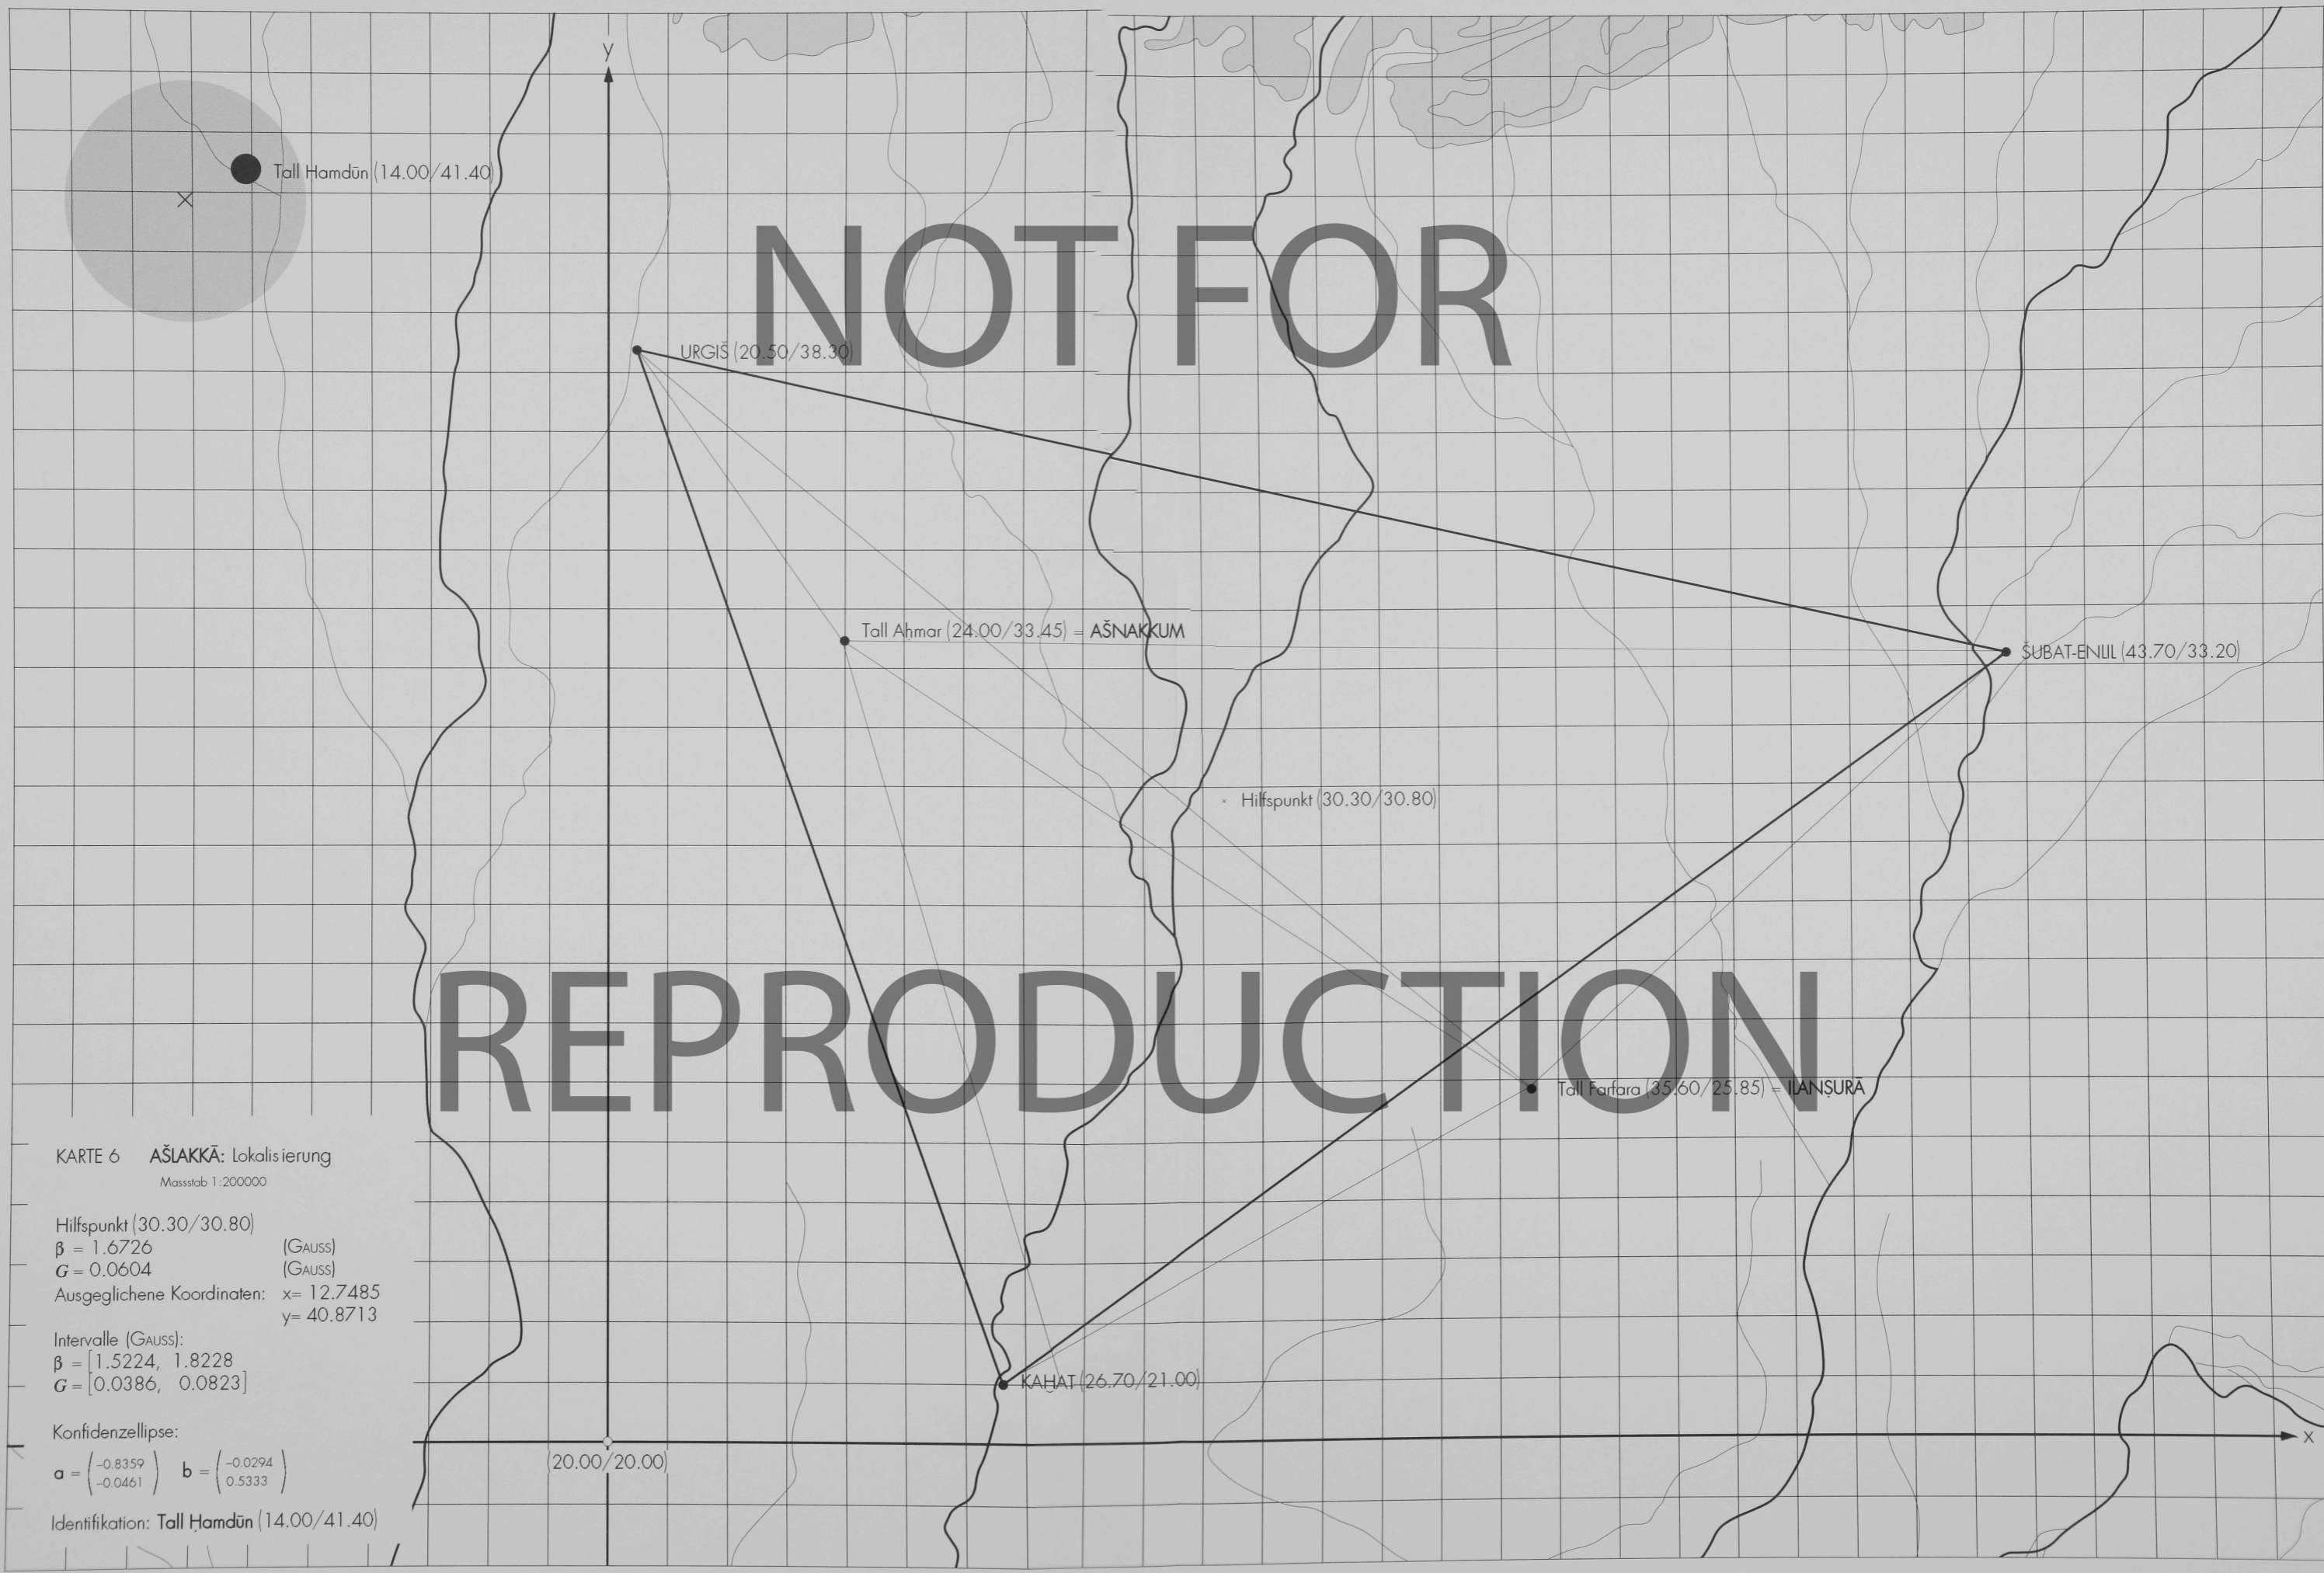 y
Tall Hamdūn (14.00/41.40)
NOT FOR
URGIŠ (20.50/38.30)
Tall Ahmar (24.00/33.45) = AŠNAKKUM
ŠUBAT-ENLIL (43.70/33.20)
Hilfspunkt (30.30/30.80)
REPRODUCTION
Tall Farfara (35.60/25.85) = ILANṢURĀ
KARTE 6 AŠLAKKĀ: Lokalisierung
Massstab 1:200000
Hilfspunkt (30.30/30.80)
β = 1.6726 (GAUSS)
G = 0.0604 (GAUSS)
Ausgeglichene Koordinaten: x= 12.7485
y= 40.8713
Intervalle (GAUSS):
β = [1.5224, 1.8228
G = [0.0386, 0.0823]
KAḪAT (26.70/21.00)
Konfidenzellipse:
x
a = (-0.8359 -0.0461) b = (-0.0294 0.5333)
(20.00/20.00)
Identifikation: Tall Ḥamdūn (14.00/41.40)